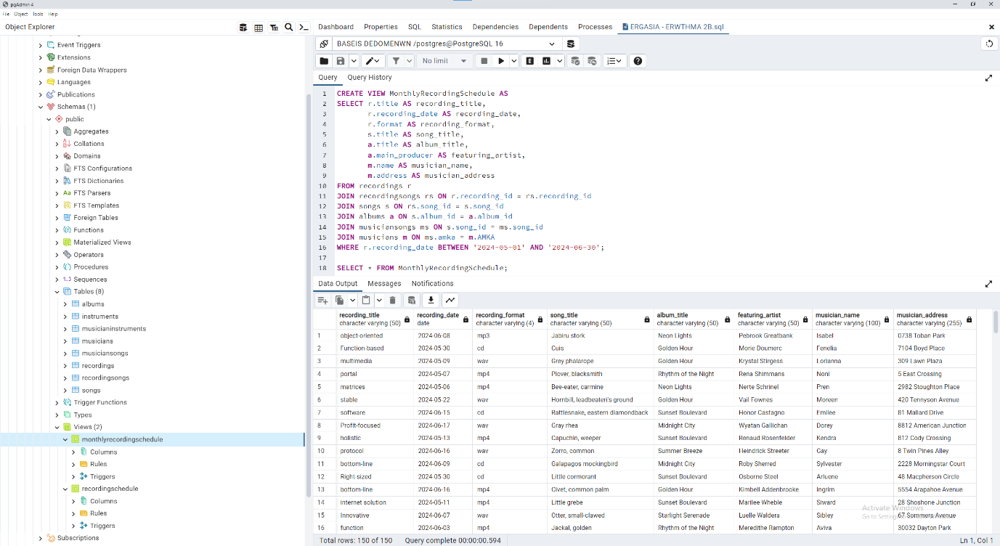 pgAdmin 4
File Object Tools Help
Object Explorer
Event Triggers
Extensions
Foreign Data Wrappers
Languages
Publications
Schemas (1)
public
Aggregates
Collations
Domains
FTS Configurations
FTS Dictionaries
Aa FTS Parsers
FTS Templates
Foreign Tables
Functions
Materialized Views
Operators
Procedures
1..3 Sequences
Tables (8)
albums
instruments
musicianinstruments
musicians
musiciansongs
recordings
recordingsongs
songs
Trigger Functions
Types
Views (2)
monthlyrecordingschedule
Columns
Rules
Triggers
recordingschedule
Columns
Rules
Triggers
Subscriptions
Dashboard Properties SQL Statistics Dependencies Dependents Processes ERGASIA - ERWTHMA 2B.sql
BASEIS DEDOMENWN /postgres@PostgreSQL 16
No limit
E
Query Query History
1 CREATE VIEW MonthlyRecordingSchedule AS
2 SELECT r.title AS recording_title,
3 r.recording_date AS recording_date,
4 r.format AS recording_format,
5 s.title AS song_title,
6 a.title AS album_title,
7 a.main_producer AS featuring_artist,
8 m.name AS musician_name,
9 m.address AS musician_address
10 FROM recordings r
11 JOIN recordingsongs rs ON r.recording_id = rs.recording_id
12 JOIN songs s ON rs.song_id = s.song_id
13 JOIN albums a ON s.album_id = a.album_id
14 JOIN musiciansongs ms ON s.song_id = ms.song_id
15 JOIN musicians m ON ms.amka = m.AMKA
16 WHERE r.recording_date BETWEEN '2024-05-01' AND '2024-06-30';
17
18 SELECT * FROM MonthlyRecordingSchedule;
Data Output Messages Notifications
recording_title recording_date recording_format song_title album_title featuring_artist musician_name musician_address
character varying (50) date character varying (4) character varying (50) character varying (50) character varying (50) character varying (100) character varying (255)
1 object-oriented 2024-06-08 mp3 Jabiru stork Neon Lights Pebrook Greatbank Isabel 0738 Toban Park
2 Function-based 2024-05-30 cd Cuis Golden Hour Morie Doumerc Fenelia 7104 Boyd Place
3 multimedia 2024-05-09 wav Grey phalarope Golden Hour Krystal Stirgess Lorianna 309 Lawn Plaza
4 portal 2024-05-07 mp4 Plover, blacksmith Rhythm of the Night Rena Shimmans Noni 5 East Crossing
5 matrices 2024-05-06 mp4 Bee-eater, carmine Neon Lights Nerte Schrinel Pren 2982 Stoughton Place
6 stable 2024-05-22 wav Hornbill, leadbeateri's ground Golden Hour Vail Fownes Moreen 420 Tennyson Avenue
7 software 2024-06-15 cd Rattlesnake, eastern diamondback Sunset Boulevard Honor Castagno Emilee 81 Mallard Drive
8 Profit-focused 2024-06-17 wav Gray rhea Midnight City Wyatan Gallichan Dorey 8812 American Junction
9 holistic 2024-05-13 mp4 Capuchin, weeper Sunset Boulevard Renaud Rosenfelder Kendra 812 Cody Crossing
10 protocol 2024-06-16 wav Zorro, common Summer Breeze Heindrick Streeter Gay 8 Twin Pines Alley
11 bottom-line 2024-06-09 cd Galapagos mockingbird Midnight City Roby Sherred Sylvester 2228 Morningstar Court
12 Right-sized 2024-05-30 cd Little cormorant Sunset Boulevard Osborne Steel Arluene 48 Macpherson Circle
13 bottom-line 2024-06-16 mp4 Civet, common palm Golden Hour Kimbell Addenbrooke Ingrim 5554 Arapahoe Avenue
14 internet solution 2024-05-11 mp4 Little grebe Sunset Boulevard Marilee Wheble Siward 28 Shoshone Junction
15 Innovative 2024-06-07 wav Otter, small-clawed Starlight Serenade Luelle Waldera Sibley 67 Sommers Avenue
16 function 2024-06-03 mp4 Jackal, golden Rhythm of the Night Meredithe Rampton Aviva 30032 Dayton Park
Activate Windows
Go to Settings
Total rows: 150 of 150 Query complete 00:00:00.594 Ln 1, Col 1